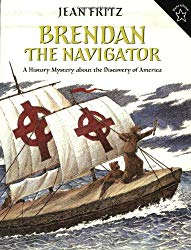 JEAN FRITZ
BRENDAN
THE NAVIGATOR
A History Mystery about the Discovery of America